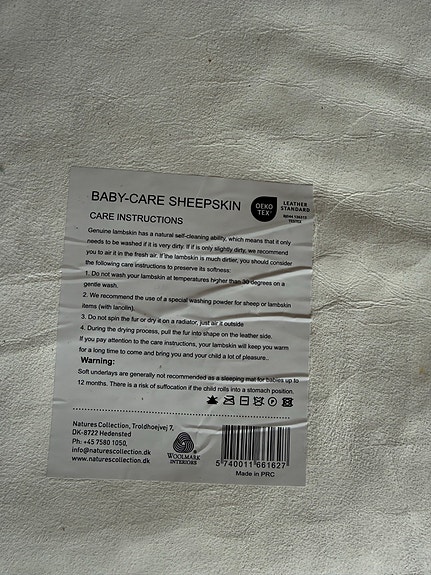 BABY-CARE SHEEPSKIN
OEKO
TEX®
LEATHER
STANDARD
TESTEX
CARE INSTRUCTIONS
Genuine lambskin has a natural self-cleaning ability, which means that it only
needs to be washed if it is very dirty. If it is only slightly dirty, we recommend
you to air it in the fresh air. If the lambskin is much dirtier, you should consider
the following care instructions to preserve its softness:
1. Do not wash your lambskin at temperatures higher than 30 degrees on a
gentle wash.
2. We recommend the use of a special washing powder for sheep or lambskin
items (with lanolin).
3. Do not spin the fur or dry it on a radiator, just air it outside
4. During the drying process, pull the fur into shape on the leather side.
If you pay attention to the care instructions, your lambskin will keep you warm
for a long time to come and bring you and your child a lot of pleasure.
Warning:
Soft underlays are generally not recommended as a sleeping mat for babies up to
12 months. There is a risk of suffocation if the child rolls into a stomach position.
Natures Collection, Troldhoejvej 7,
DK-8722 Hedensted
Ph: +45 7580 1050,
info@naturescollection.dk
www.naturescollection.dk
WOOLMARK
INTERIORS
5 740011 661627
Made in PRC